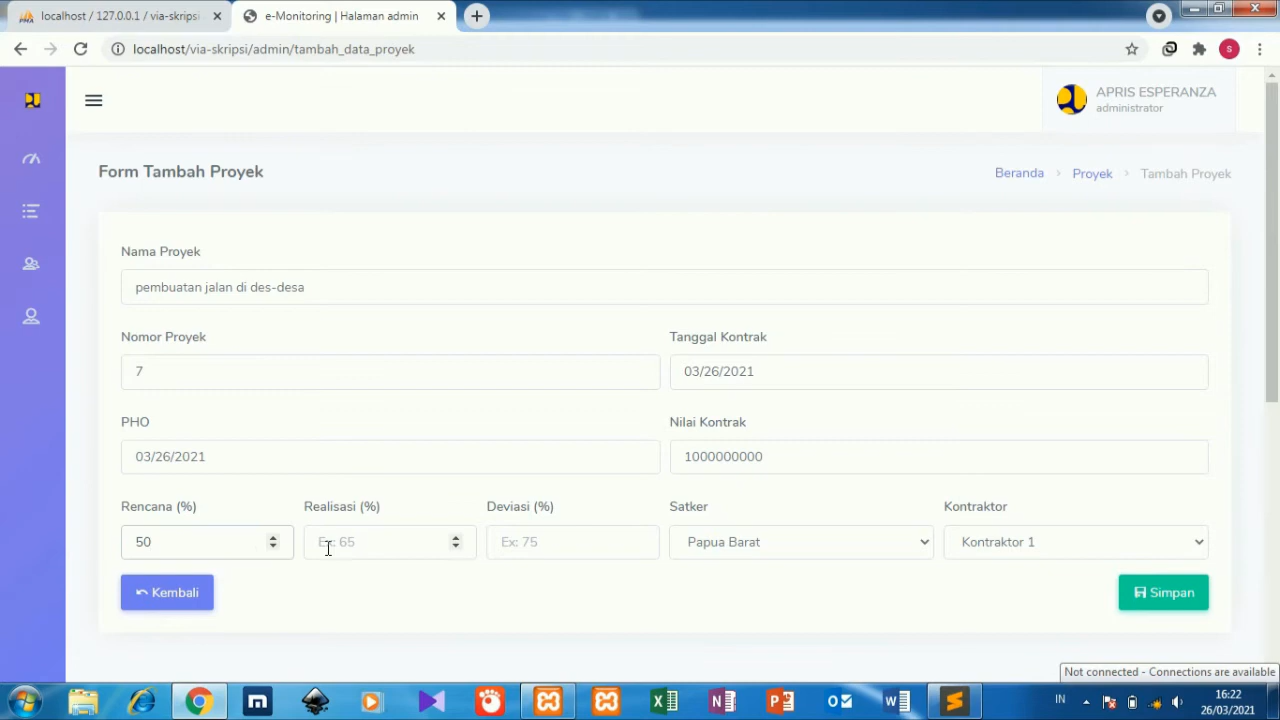 localhost / 127.0.0.1 / via-skripsi
e-Monitoring | Halaman admin
localhost/via-skripsi/admin/tambah_data_proyek
s
APRIS ESPERANZA
administrator
Form Tambah Proyek
Beranda
Proyek
Tambah Proyek
Nama Proyek
pembuatan jalan di des-desa
Nomor Proyek
Tanggal Kontrak
7
03/26/2021
PHO
Nilai Kontrak
03/26/2021
1000000000
Rencana (%)
Realisasi (%)
Deviasi (%)
Satker
Kontraktor
50
Ex: 65
Ex: 75
Papua Barat
Kontraktor 1
Kembali
Simpan
Not connected - Connections are available
IN
16:22
26/03/2021